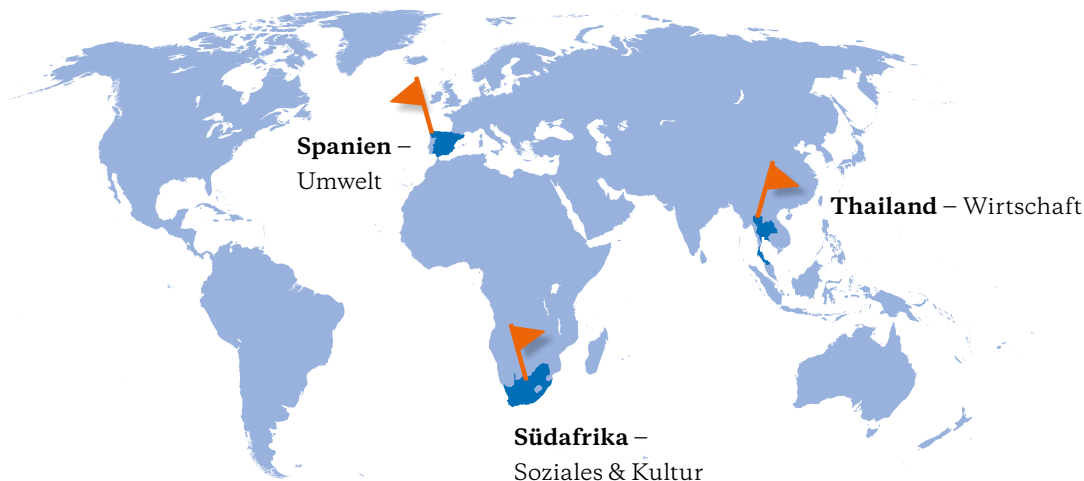 Spanien –
Umwelt
Thailand – Wirtschaft
Südafrika –
Soziales & Kultur